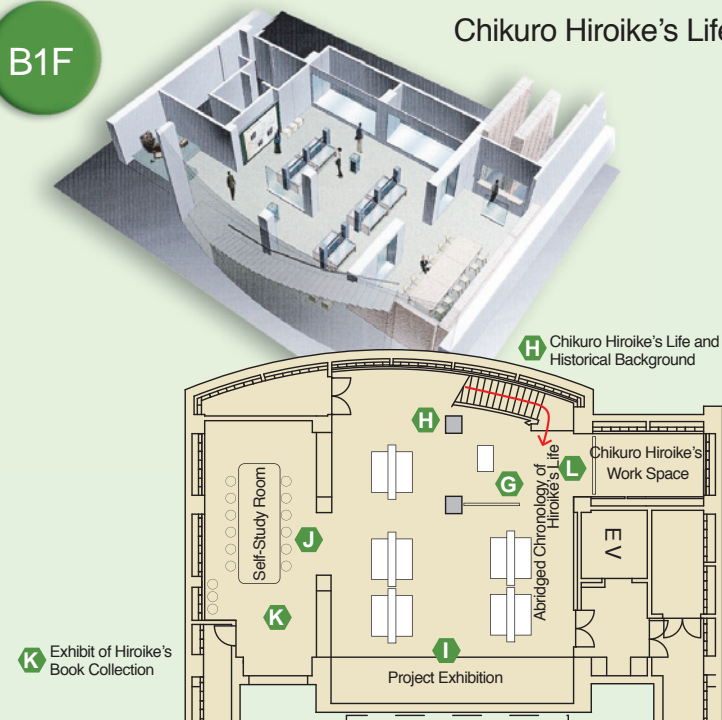 B1F
Chikuro Hiroike's Life
H Chikuro Hiroike's Life and
Historical Background
H
L
Chikuro Hiroike's
Work Space
G
Abridged Chronology of
Hiroike's Life
Self-Study Room
J
EV
K
K Exhibit of Hiroike's
Book Collection
I
Project Exhibition